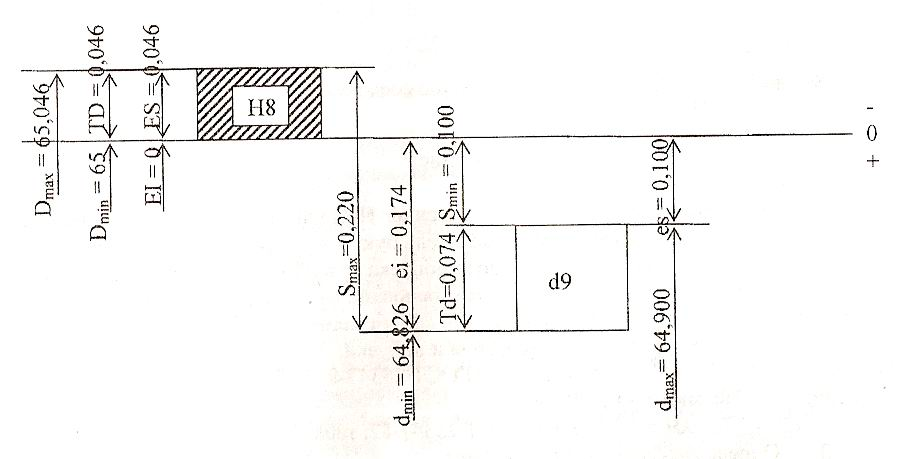 Dmax = 65,046
Dmin = 65
TD = 0,046
EI = 0
ES = 0,046
H8
Smax=0,220
ei = 0,174
dmin = 64,826
Smin = 0,100
Td=0,074
d9
es = 0,100
dmax = 64,900
-
0
+